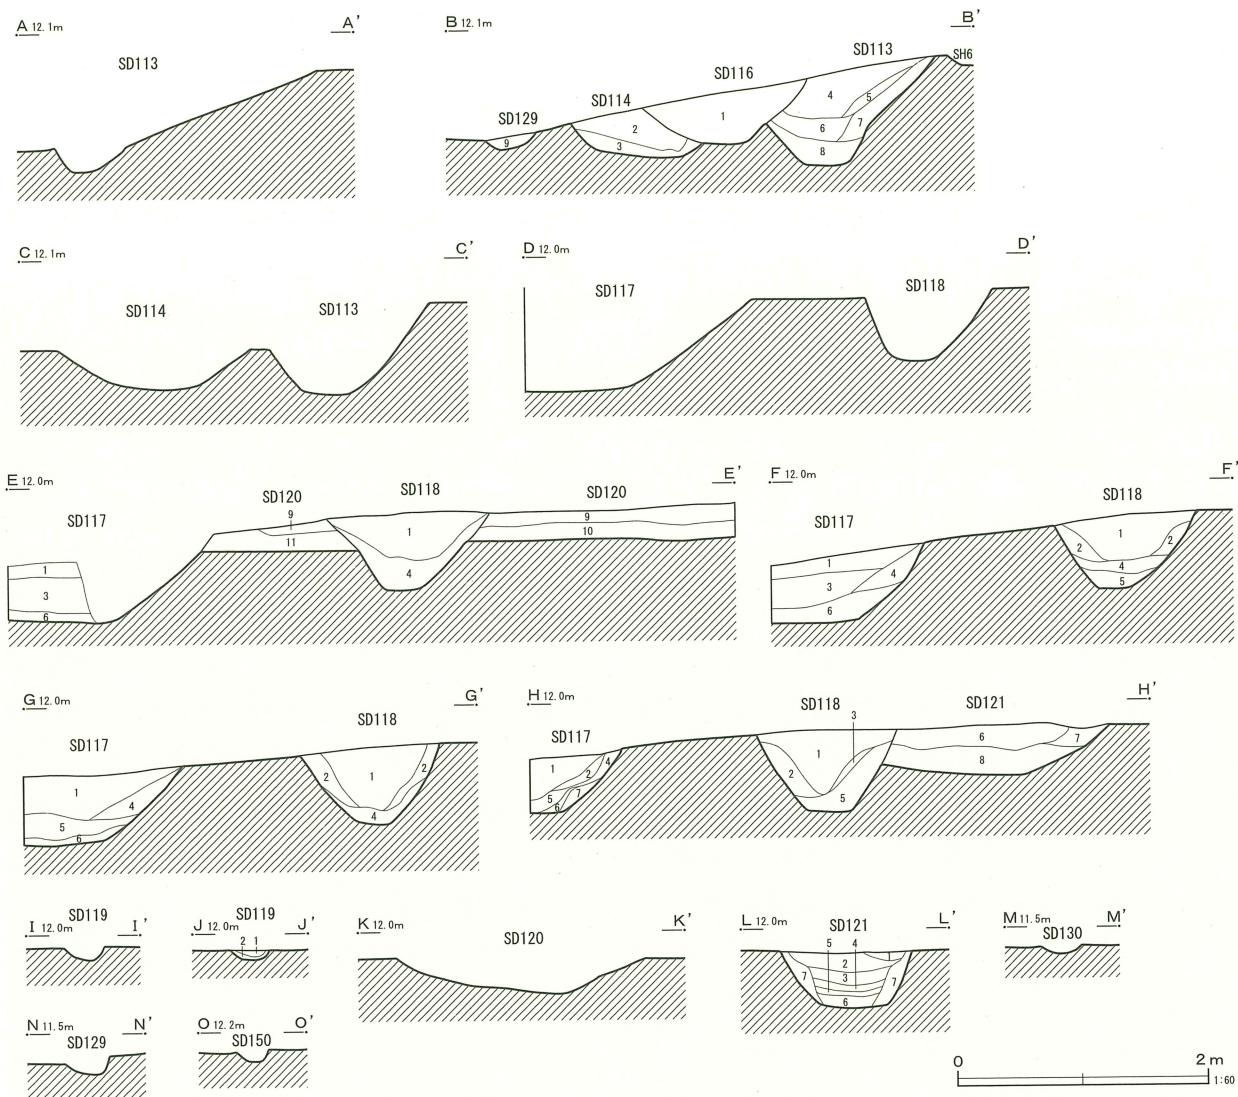 A 12.1m A'
SD113
B 12.1m B'
SD113
SH6
SD116
SD114
SD129
4 5 1 2 6 7 3 9 8
C 12.1m C'
SD114 SD113
D 12.0m D'
SD117 SD118
E 12.0m E'
SD117 SD120 SD118 SD120
9 1 9 11 10
1 4
3
6
F 12.0m F'
SD118
SD117
1 2 2
1 4 4
3 5
6
G 12.0m G'
SD118
SD117
1 2 1 2
4
5 4
6
H 12.0m H'
SD117 SD118 3 SD121
1 2 4 1 6 7
5 7 2 8
6 5
I 12.0m I'
SD119
J 12.0m J'
SD119
2 1
K 12.0m K'
SD120
L 12.0m L'
SD121
5 4
1
2
7 3 7
6
M 11.5m M'
SD130
N 11.5m N'
SD129
O 12.2m O'
SD150
0 2m
1:60